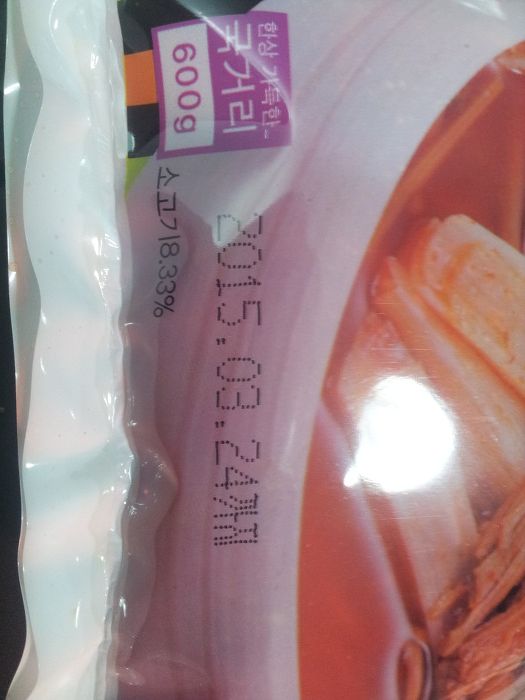 한상 가득한~
국거리
600g
소고기8.33%
2015.03.24까지